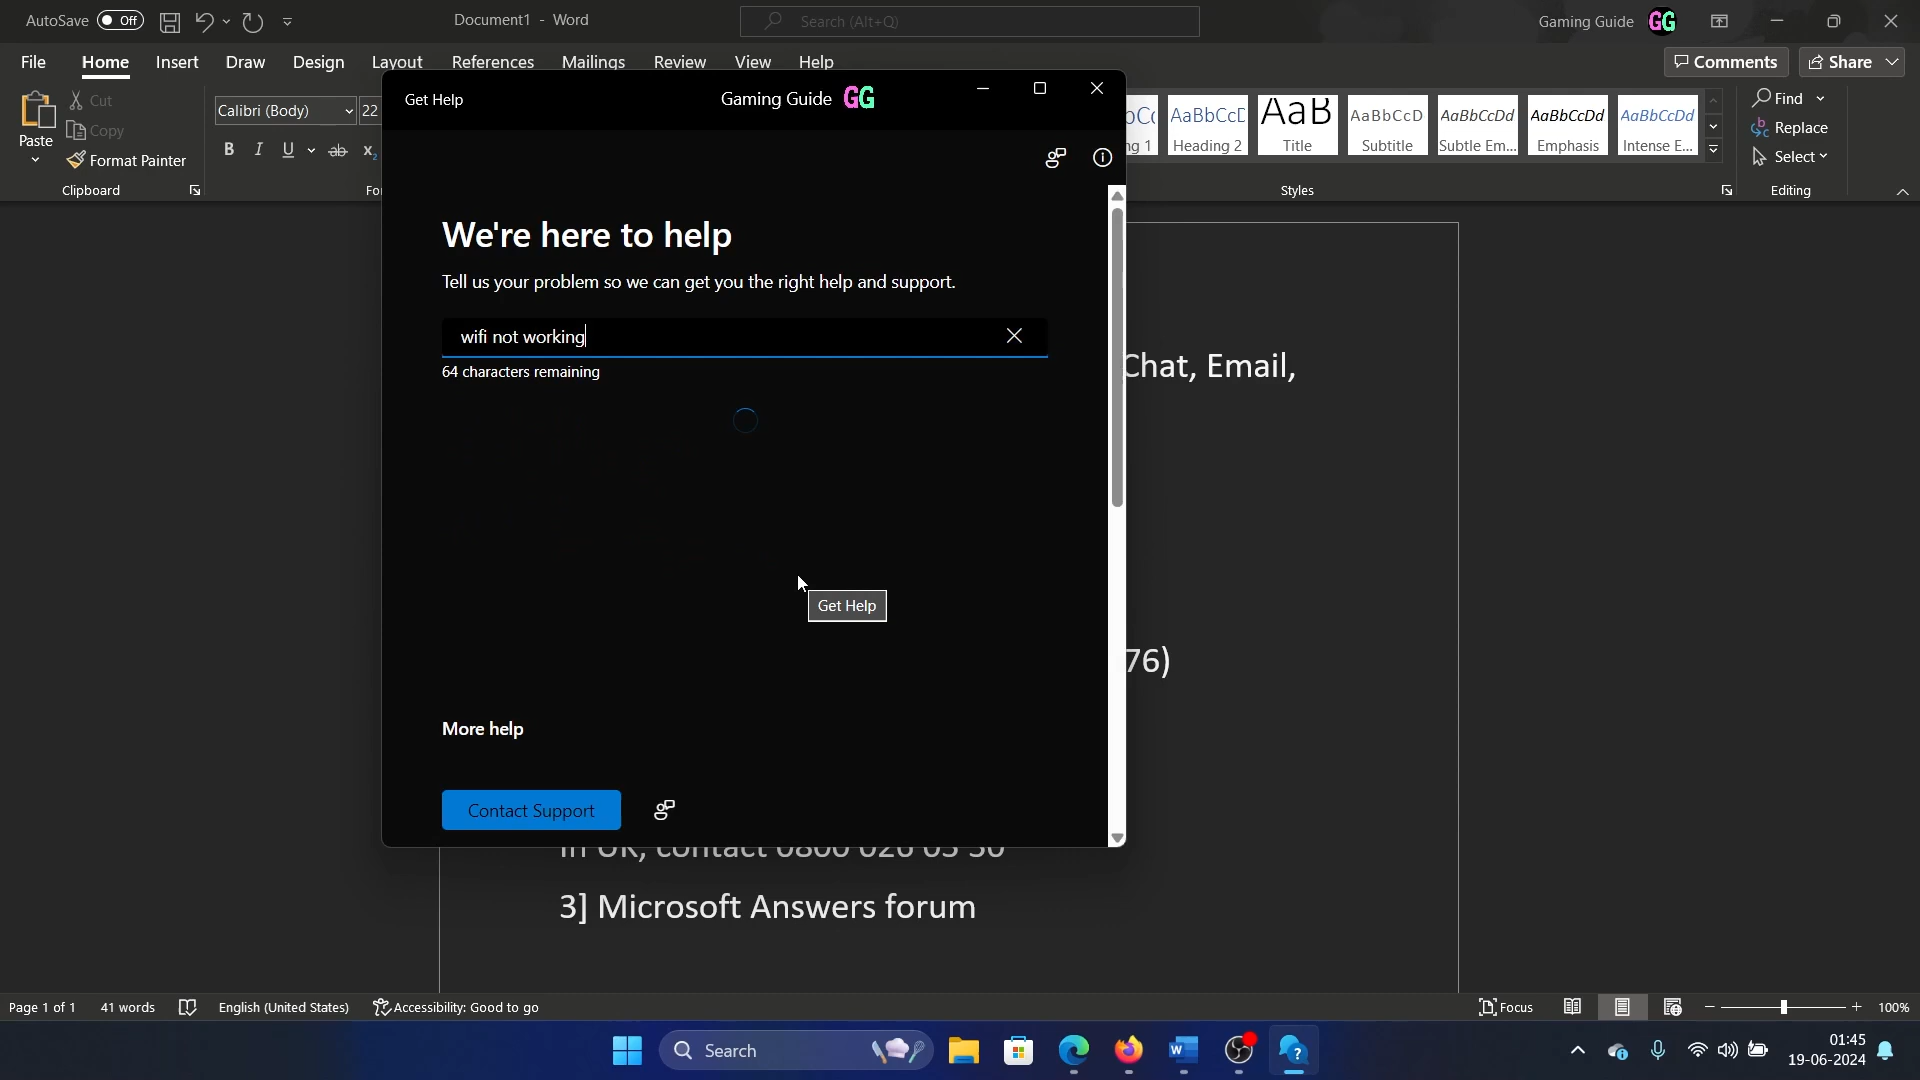 AutoSave Off Document1 - Word Search (Alt+Q) Gaming Guide GG
File Home Insert Draw Design Layout References Mailings Review View Help Comments Share
Paste
Cut
Copy
Format Painter
Clipboard
Calibri (Body) 22
B I U ab x₂
Get Help Gaming Guide GG
We're here to help
Tell us your problem so we can get you the right help and support.
wifi not working
64 characters remaining
Get Help
More help
Contact Support
AaBbCcD Heading 2
AaB Title
AaBbCcD Subtitle
AaBbCcDd Subtle Em...
AaBbCcDd Emphasis
AaBbCcDd Intense E...
Styles
Find
Replace
Select
Editing
Chat, Email,
76)
3] Microsoft Answers forum
Page 1 of 1 41 words English (United States) Accessibility: Good to go Focus 100%
Search
01:45
19-06-2024